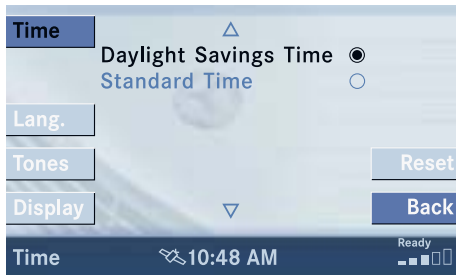 Time
Daylight Savings Time
Standard Time
Lang.
Tones
Reset
Display
Back
Time
10:48 AM
Ready